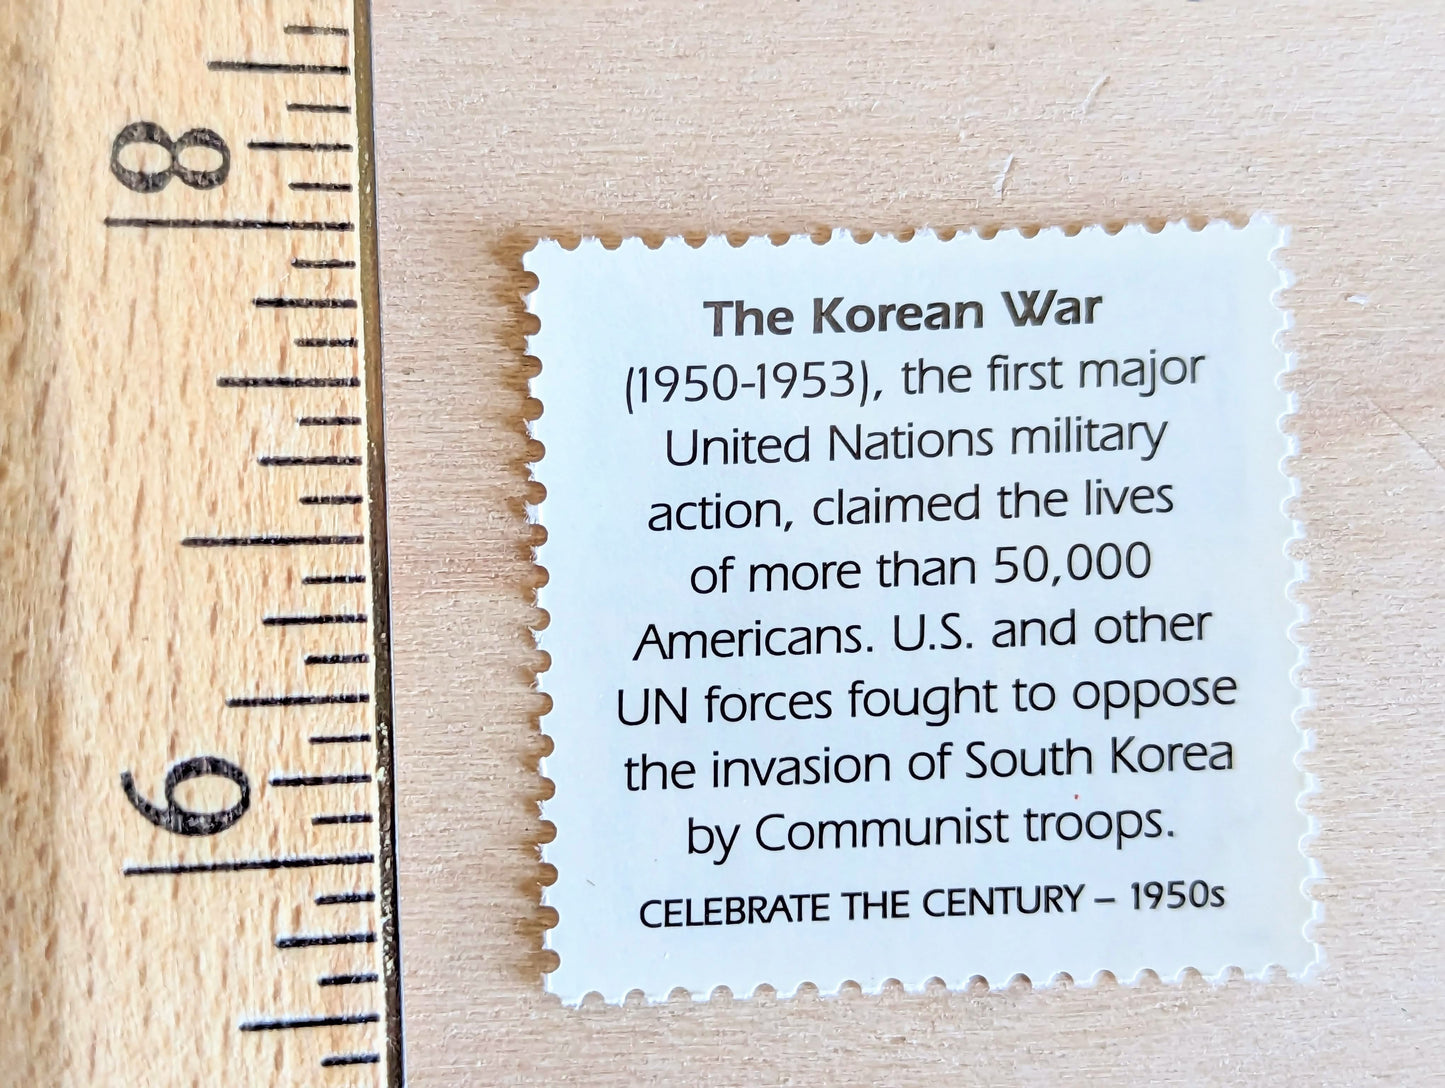 8
9
The Korean War
(1950-1953), the first major
United Nations military
action, claimed the lives
of more than 50,000
Americans. U.S. and other
UN forces fought to oppose
the invasion of South Korea
by Communist troops.
CELEBRATE THE CENTURY – 1950s